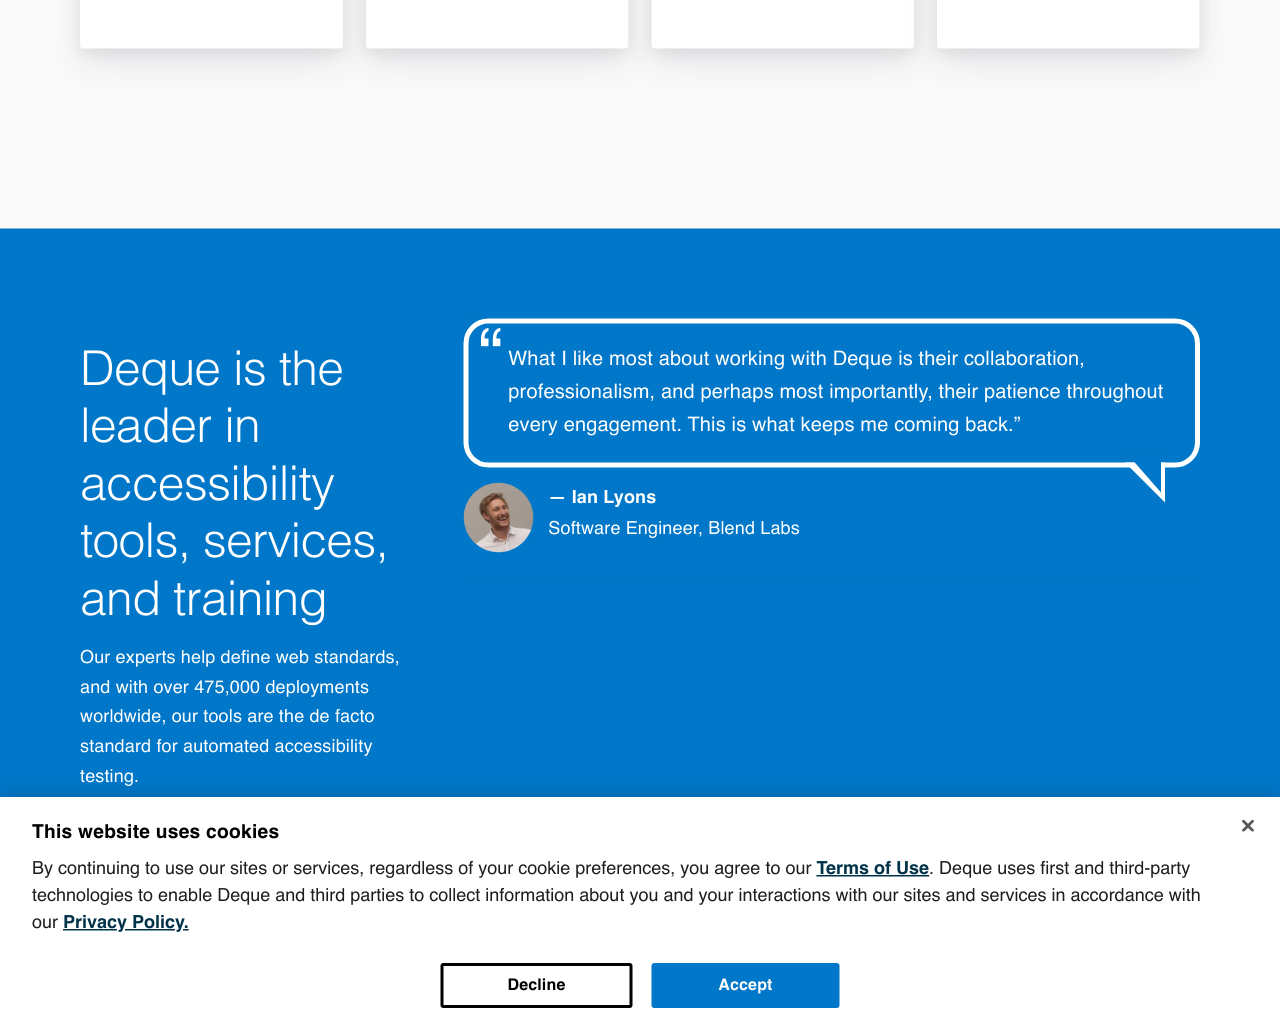 Deque is the
leader in
accessibility
tools, services,
and training
Our experts help define web standards,
and with over 475,000 deployments
worldwide, our tools are the de facto
standard for automated accessibility
testing.
“
What I like most about working with Deque is their collaboration,
professionalism, and perhaps most importantly, their patience throughout
every engagement. This is what keeps me coming back.”
— Ian Lyons
Software Engineer, Blend Labs
This website uses cookies
By continuing to use our sites or services, regardless of your cookie preferences, you agree to our Terms of Use. Deque uses first and third-party
technologies to enable Deque and third parties to collect information about you and your interactions with our sites and services in accordance with
our Privacy Policy.
Decline
Accept